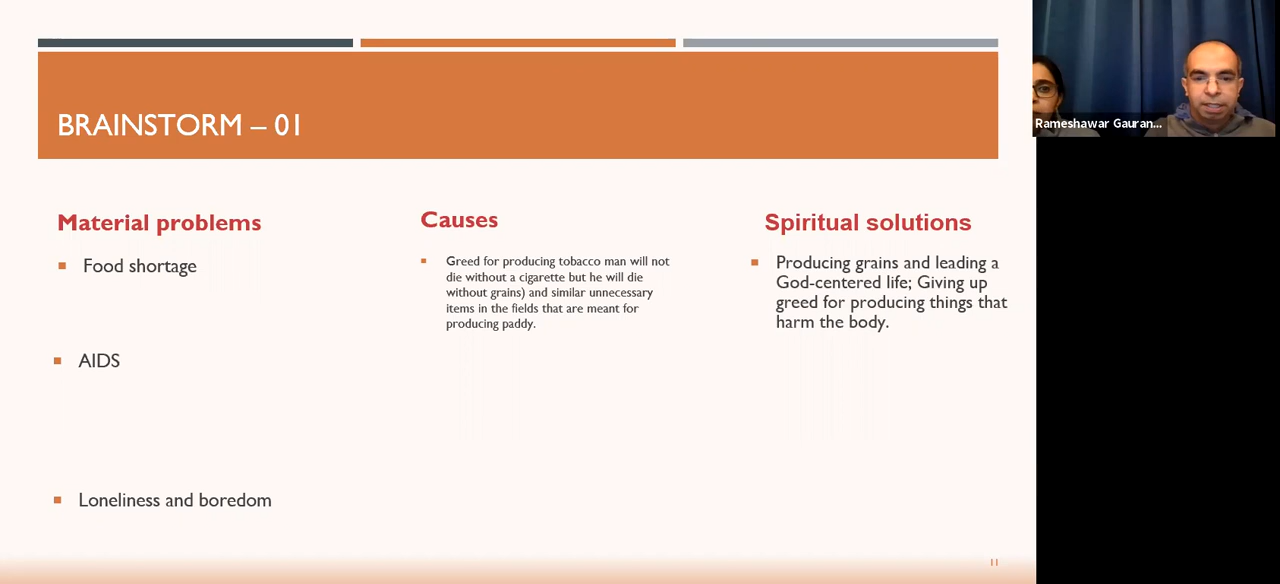 BRAINSTORM – 01
Rameshawar Gauran...
Material problems
Food shortage
AIDS
Loneliness and boredom
Causes
Greed for producing tobacco man will not
die without a cigarette but he will die
without grains) and similar unnecessary
items in the fields that are meant for
producing paddy.
Spiritual solutions
Producing grains and leading a
God-centered life; Giving up
greed for producing things that
harm the body.
11